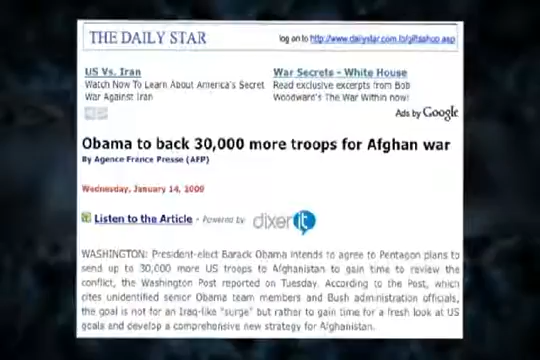 THE DAILY STAR
log on to http://www.dailystar.com.lb/giftsshop.asp
US Vs. Iran
Watch Now To Learn About America's Secret
War Against Iran
War Secrets - White House
Read exclusive excerpts from Bob
Woodward's The War Within now!
Ads by Google
Obama to back 30,000 more troops for Afghan war
By Agence France Presse (AFP)
Wednesday, January 14, 2009
Listen to the Article - Powered by dixerit
WASHINGTON: President-elect Barack Obama intends to agree to Pentagon plans to
send up to 30,000 more US troops to Afghanistan to gain time to review the
conflict, the Washington Post reported on Tuesday. According to the Post, which
cites unidentified senior Obama team members and Bush administration officials,
the goal is not for an Iraq-like "surge" but rather to gain time for a fresh look at US
goals and develop a comprehensive new strategy for Afghanistan.